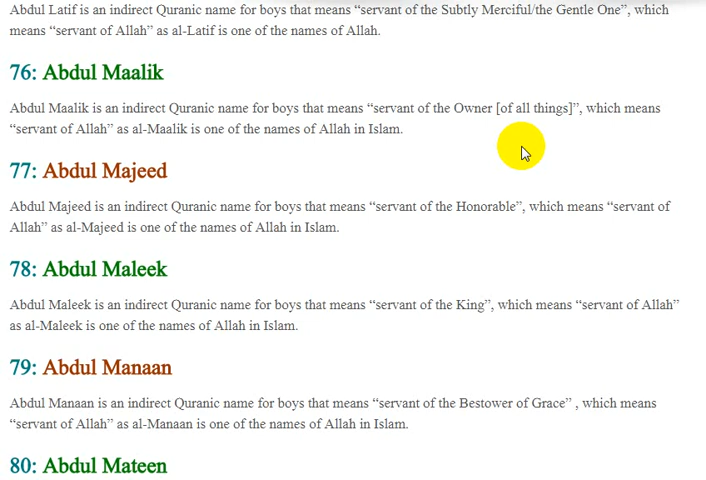 Abdul Latif is an indirect Quranic name for boys that means “servant of the Subtly Merciful/the Gentle One”, which
means “servant of Allah” as al-Latif is one of the names of Allah.
76: Abdul Maalik
Abdul Maalik is an indirect Quranic name for boys that means “servant of the Owner [of all things]”, which means
“servant of Allah” as al-Maalik is one of the names of Allah in Islam.
77: Abdul Majeed
Abdul Majeed is an indirect Quranic name for boys that means “servant of the Honorable”, which means “servant of
Allah” as al-Majeed is one of the names of Allah in Islam.
78: Abdul Maleek
Abdul Maleek is an indirect Quranic name for boys that means “servant of the King”, which means “servant of Allah”
as al-Maleek is one of the names of Allah in Islam.
79: Abdul Manaan
Abdul Manaan is an indirect Quranic name for boys that means “servant of the Bestower of Grace” , which means
“servant of Allah” as al-Manaan is one of the names of Allah in Islam.
80: Abdul Mateen